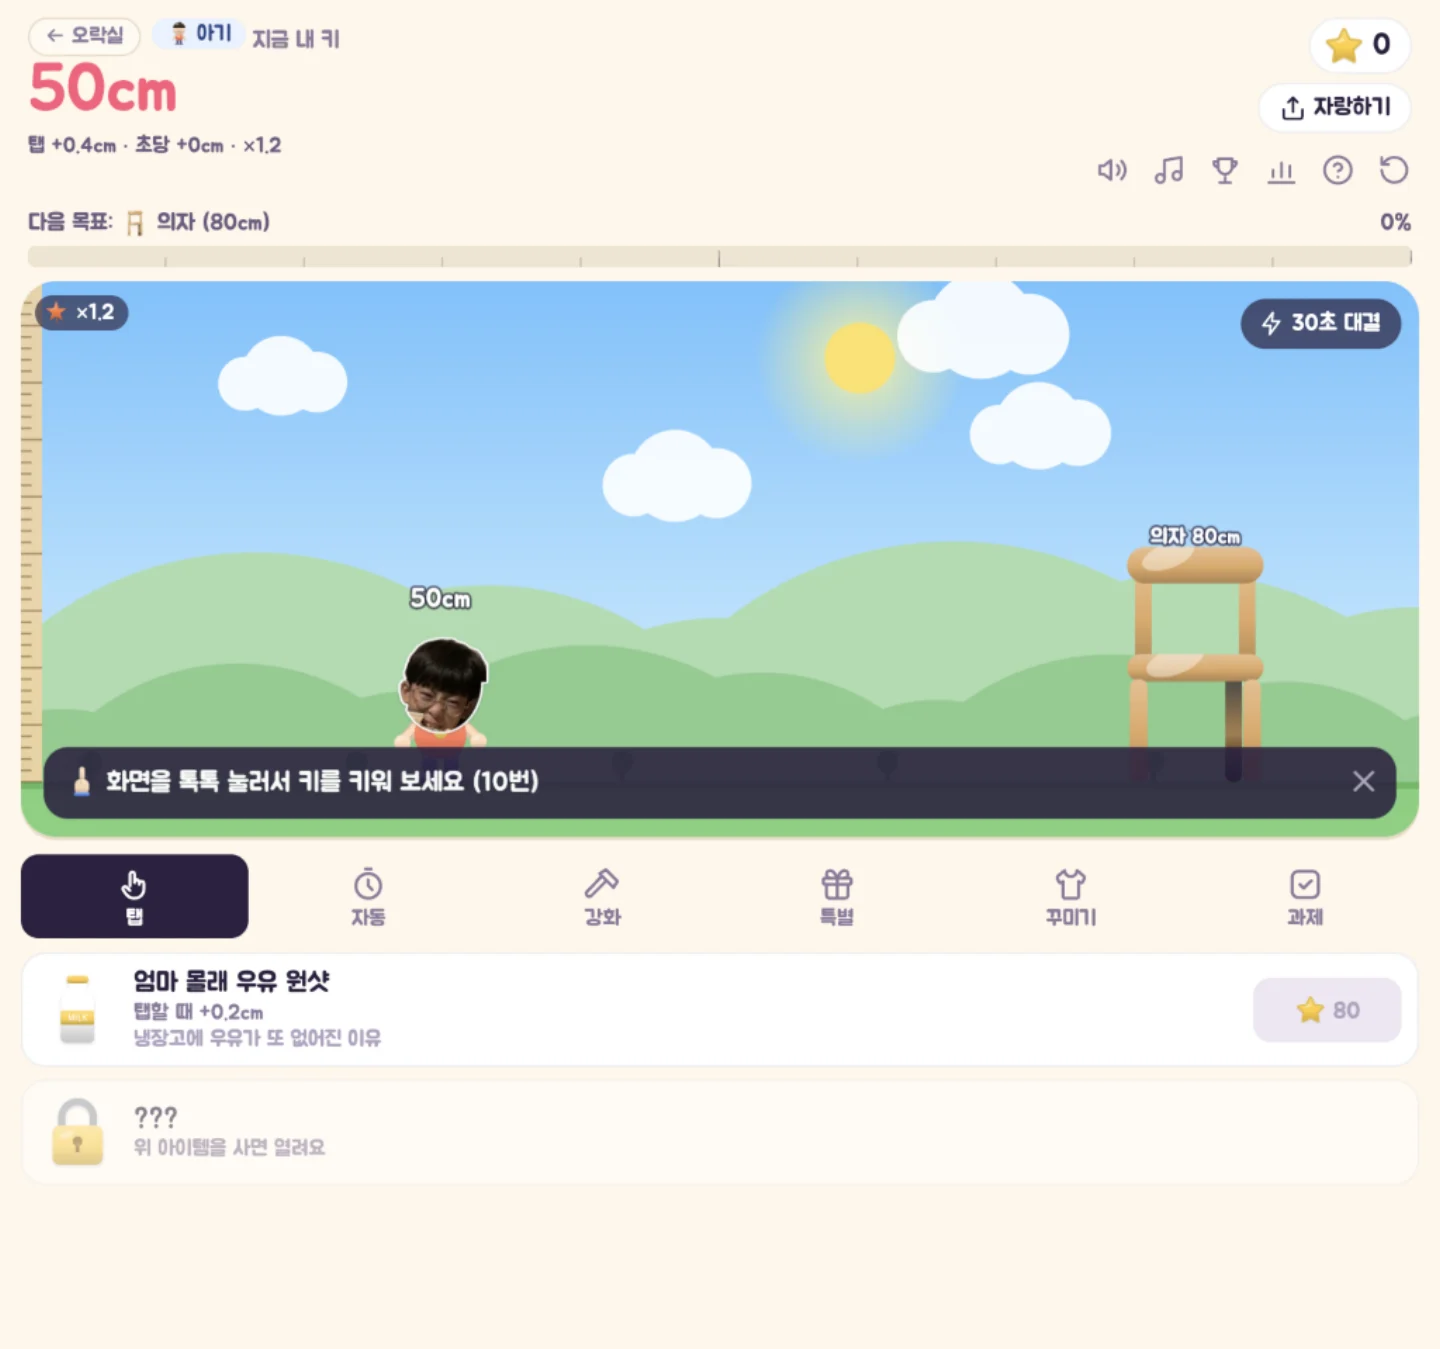 오락실
아기
지금 내 키
0
50cm
자랑하기
탭 +0.4cm · 초당 +0cm · ×1.2
다음 목표: 의자 (80cm)
0%
×1.2
30초 대결
의자 80cm
50cm
화면을 톡톡 눌러서 키를 키워 보세요 (10번)
탭
자동
강화
특별
꾸미기
과제
엄마 몰래 우유 원샷
탭할 때 +0.2cm
냉장고에 우유가 또 없어진 이유
MILK
80
???
위 아이템을 사면 열려요